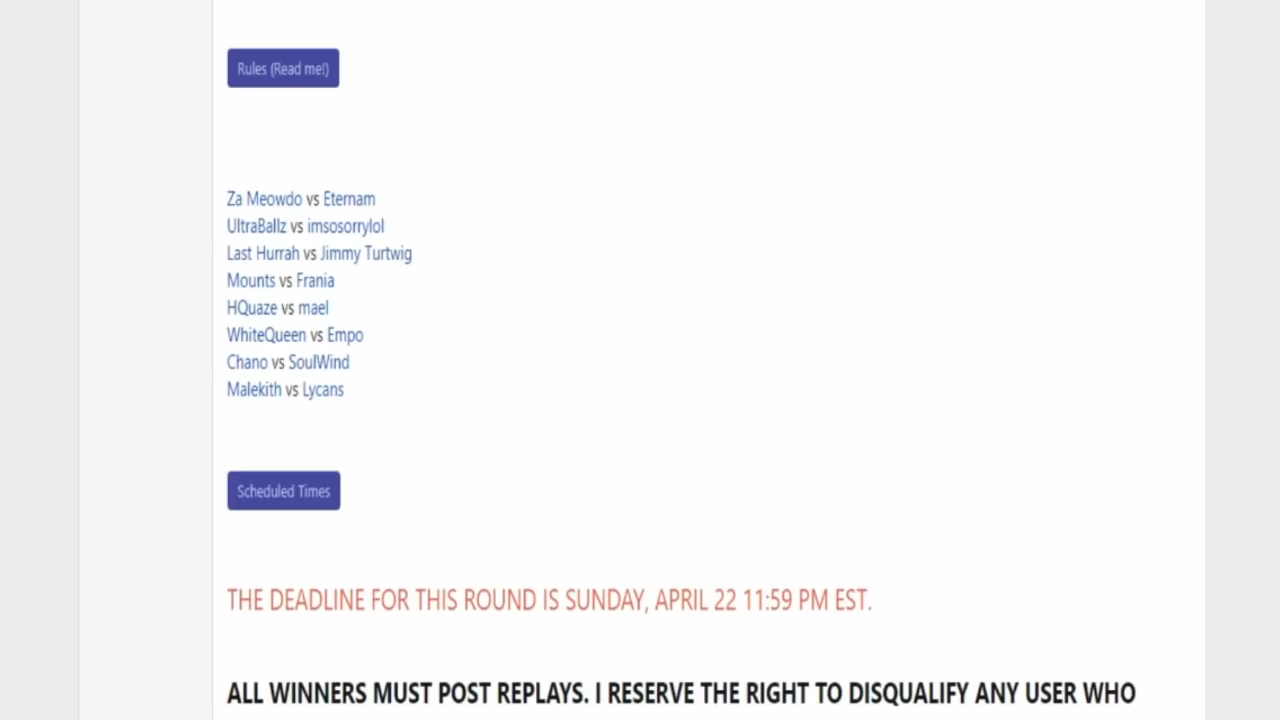 Rules (Read me!)
Za Meowdo vs Eternam
UltraBallz vs imsosorrylol
Last Hurrah vs Jimmy Turtwig
Mounts vs Frania
HQuaze vs mael
WhiteQueen vs Empo
Chano vs SoulWind
Malekith vs Lycans
Scheduled Times
THE DEADLINE FOR THIS ROUND IS SUNDAY, APRIL 22 11:59 PM EST.
ALL WINNERS MUST POST REPLAYS. I RESERVE THE RIGHT TO DISQUALIFY ANY USER WHO